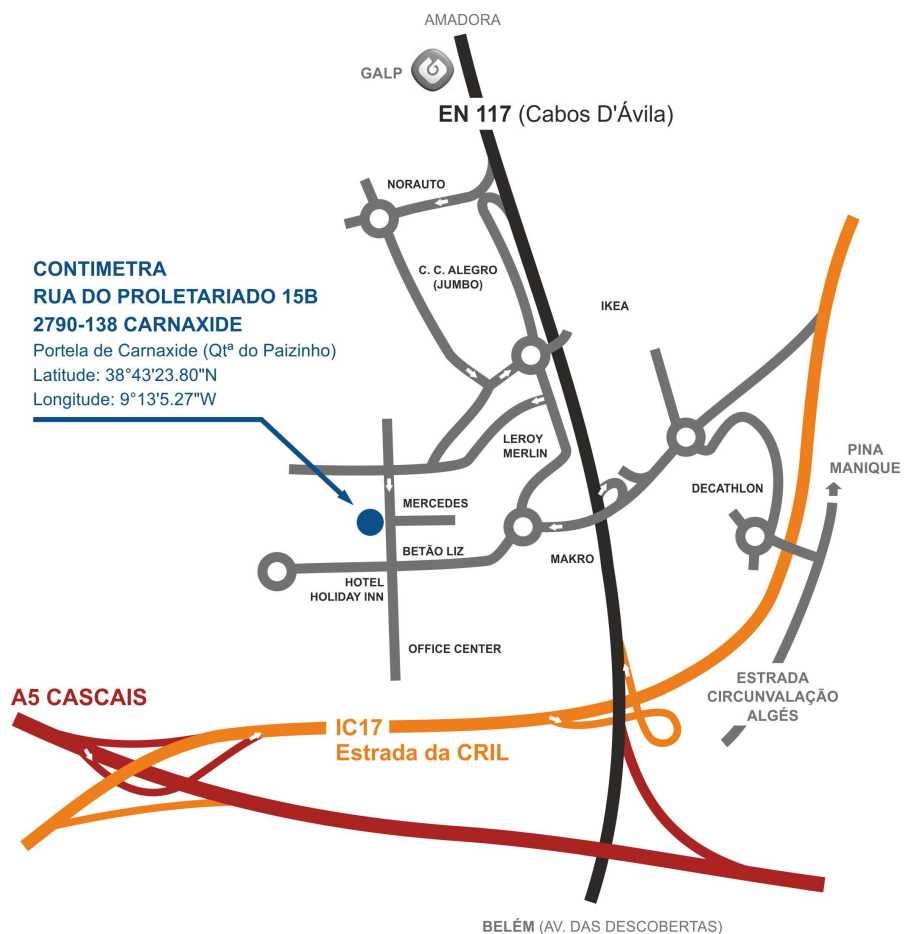 AMADORA
GALP
EN 117 (Cabos D'Ávila)
NORAUTO
C. C. ALEGRO
(JUMBO)
IKEA
CONTIMETRA
RUA DO PROLETARIADO 15B
2790-138 CARNAXIDE
Portela de Carnaxide (Qtª do Paizinho)
Latitude: 38°43'23.80"N
Longitude: 9°13'5.27"W
LEROY
MERLIN
PINA
MANIQUE
DECATHLON
MERCEDES
BETÃO LIZ
MAKRO
HOTEL
HOLIDAY INN
OFFICE CENTER
ESTRADA
CIRCUNVALAÇÃO
ALGÉS
A5 CASCAIS
IC17
Estrada da CRIL
BELÉM (AV. DAS DESCOBERTAS)